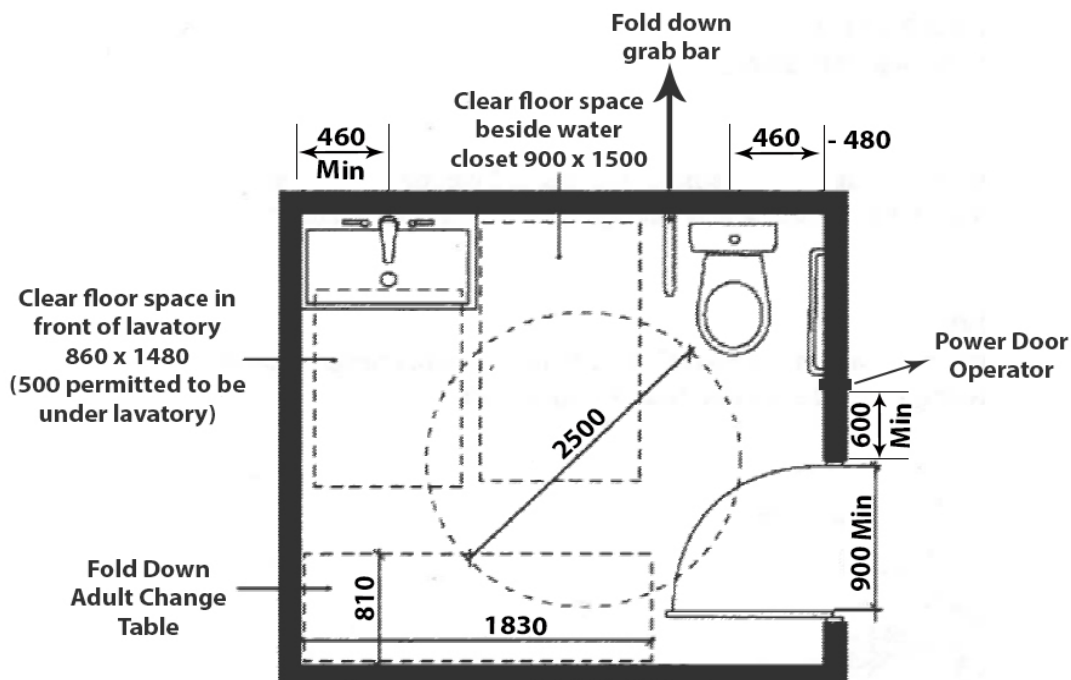 Fold down
grab bar
Clear floor space
beside water
closet 900 x 1500
460
Min
460
- 480
Clear floor space in
front of lavatory
860 x 1480
(500 permitted to be
under lavatory)
Power Door
Operator
600
Min
2500
900 Min
Fold Down
Adult Change
Table
810
1830